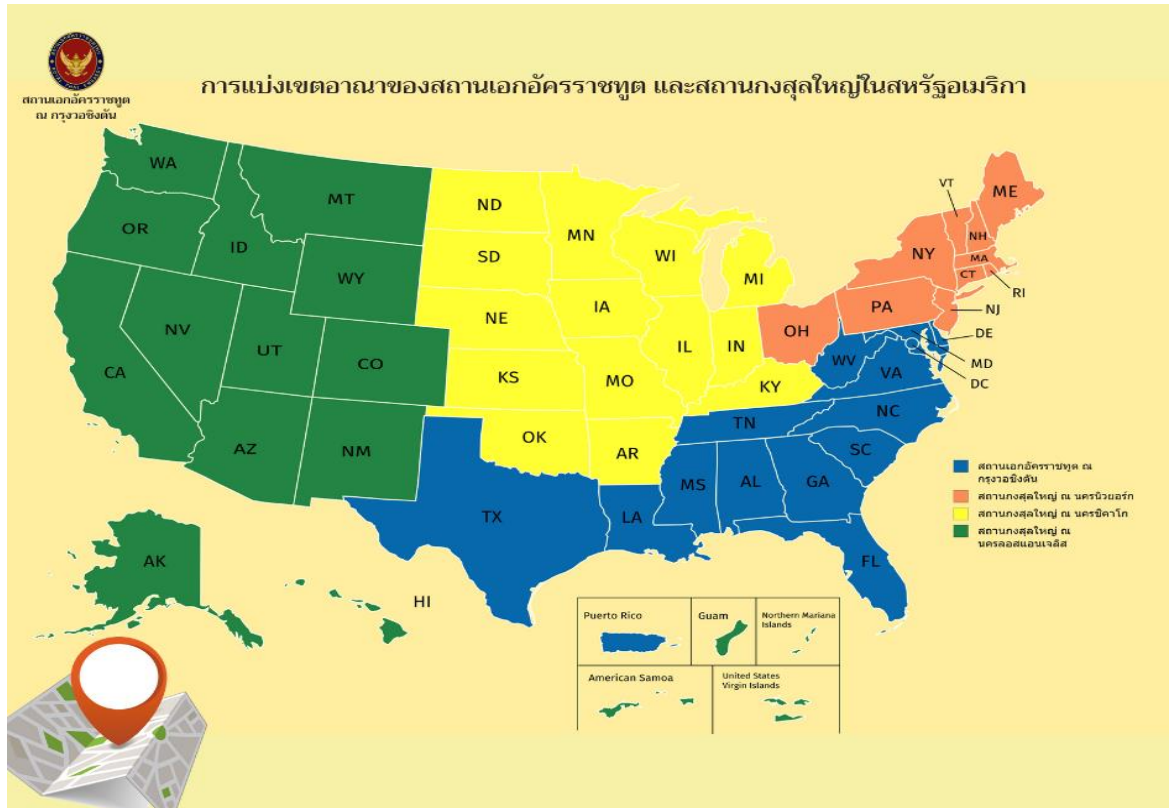 สถานเอกอัครราชทูต
ณ กรุงวอชิงตัน
การแบ่งเขตอาณาของสถานเอกอัครราชทูต และสถานกงสุลใหญ่ในสหรัฐอเมริกา
WA
MT
ND
MN
VT
ME
OR
ID
SD
WI
MI
NY
NH
MA
CT
RI
WY
NE
IA
PA
NJ
NV
UT
CO
IL
IN
OH
DE
MD
DC
CA
KS
MO
KY
WV
VA
AZ
NM
OK
AR
TN
NC
SC
TX
LA
MS
AL
GA
FL
สถานเอกอัครราชทูต ณ
กรุงวอชิงตัน
สถานกงสุลใหญ่ ณ นครนิวยอร์ก
สถานกงสุลใหญ่ ณ นครชิคาโก
สถานกงสุลใหญ่ ณ
นครลอสแอนเจลิส
AK
HI
Puerto Rico
Guam
Northern Mariana
Islands
American Samoa
United States
Virgin Islands